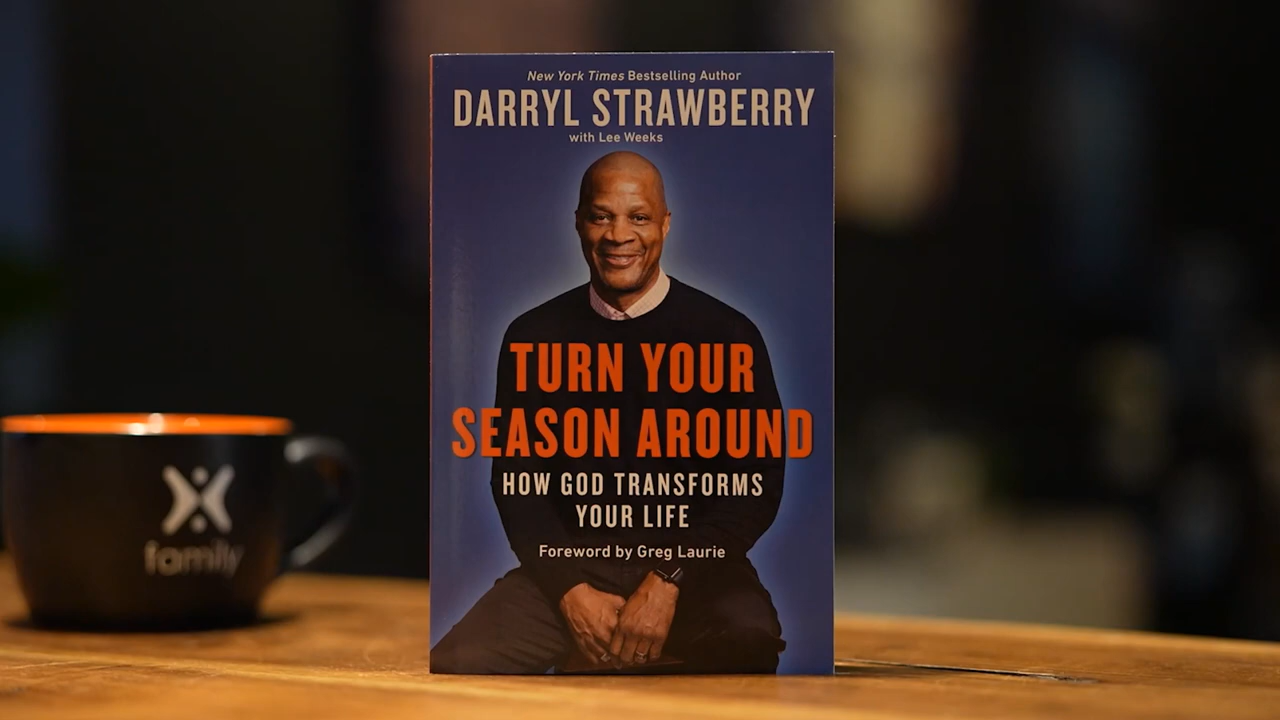 New York Times Bestselling Author
DARRYL STRAWBERRY
with Lee Weeks
TURN YOUR
SEASON AROUND
HOW GOD TRANSFORMS
YOUR LIFE
Foreword by Greg Laurie
family